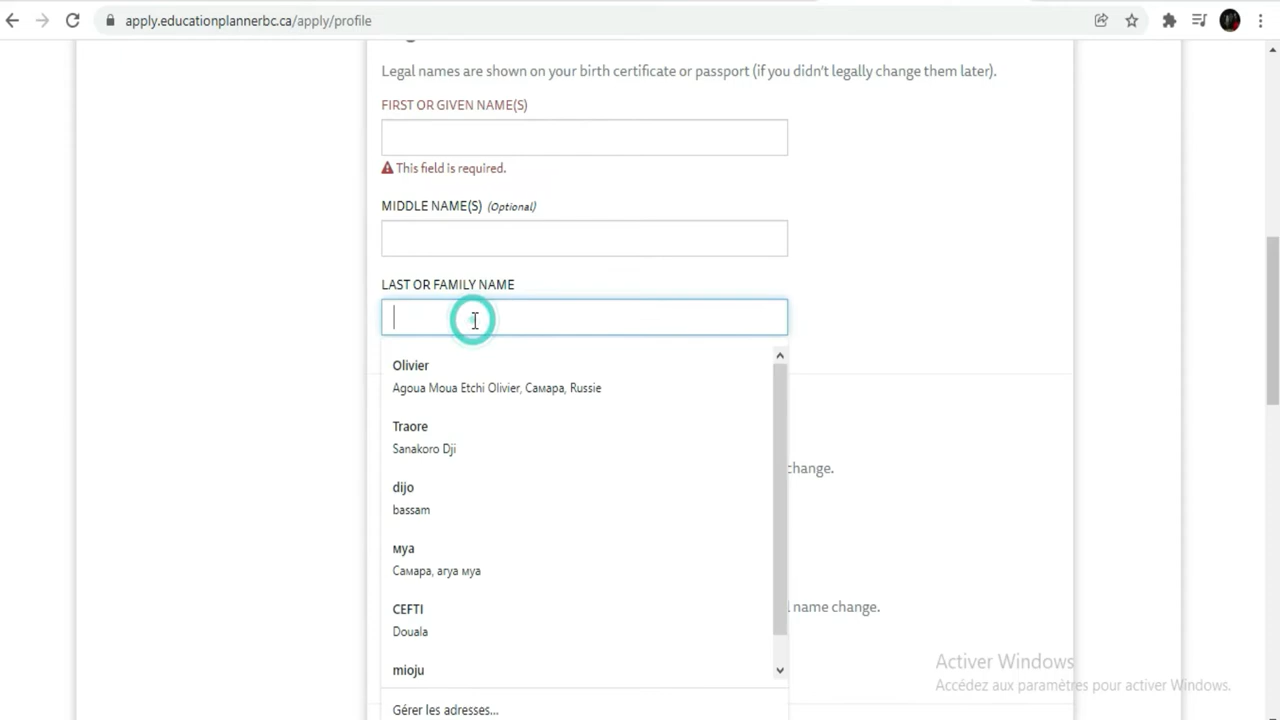 apply.educationplannerbc.ca/apply/profile
Legal names are shown on your birth certificate or passport (if you didn't legally change them later).
FIRST OR GIVEN NAME(S)
This field is required.
MIDDLE NAME(S) (Optional)
LAST OR FAMILY NAME
Olivier
Agoua Moua Etchi Olivier, Самара, Russie
Traore
Sanakoro Dji
change.
dijo
bassam
муа
Самара, агуа муа
CEFTI
name change.
Douala
mioju
Gérer les adresses...
Activer Windows
Accédez aux paramètres pour activer Windows.